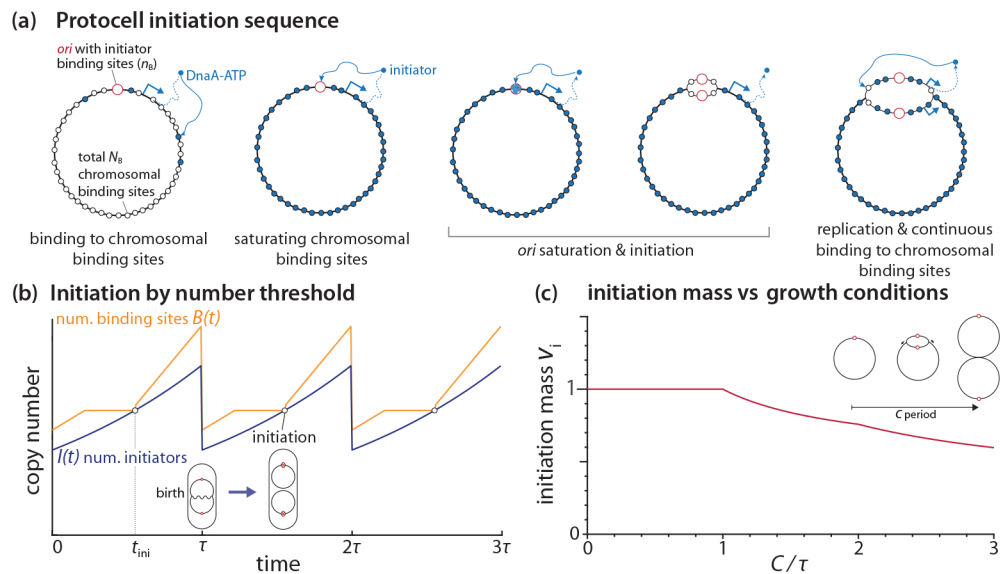 (a) Protocell initiation sequence
ori with initiator
binding sites (nB)
DnaA-ATP
total NB
chromosomal
binding sites
initiator
binding to chromosomal
binding sites
saturating chromosomal
binding sites
ori saturation & initiation
replication & continuous
binding to chromosomal
binding sites
(b) Initiation by number threshold
num. binding sites B(t)
I(t) num. initiators
initiation
birth
copy number
0
tini
τ
2τ
3τ
time
(c) initiation mass vs growth conditions
initiation mass vi
1
0
C period
0
1
2
3
C/τ